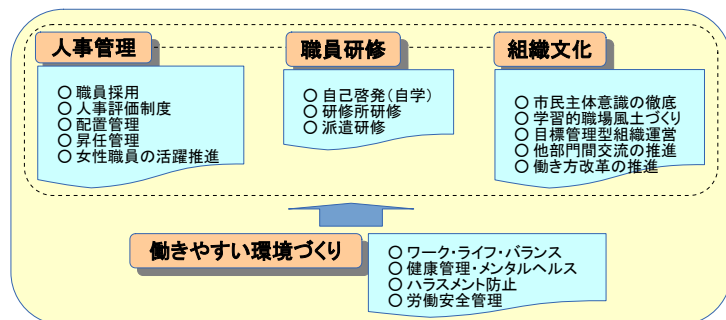 人事管理
○ 職員採用
○ 人事評価制度
○ 配置管理
○ 昇任管理
○ 女性職員の活躍推進
職員研修
○ 自己啓発(自学)
○ 研修所研修
○ 派遣研修
組織文化
○ 市民主体意識の徹底
○ 学習的職場風土づくり
○ 目標管理型組織運営
○ 他部門間交流の推進
○ 働き方改革の推進
働きやすい環境づくり
○ ワーク・ライフ・バランス
○ 健康管理・メンタルヘルス
○ ハラスメント防止
○ 労働安全管理